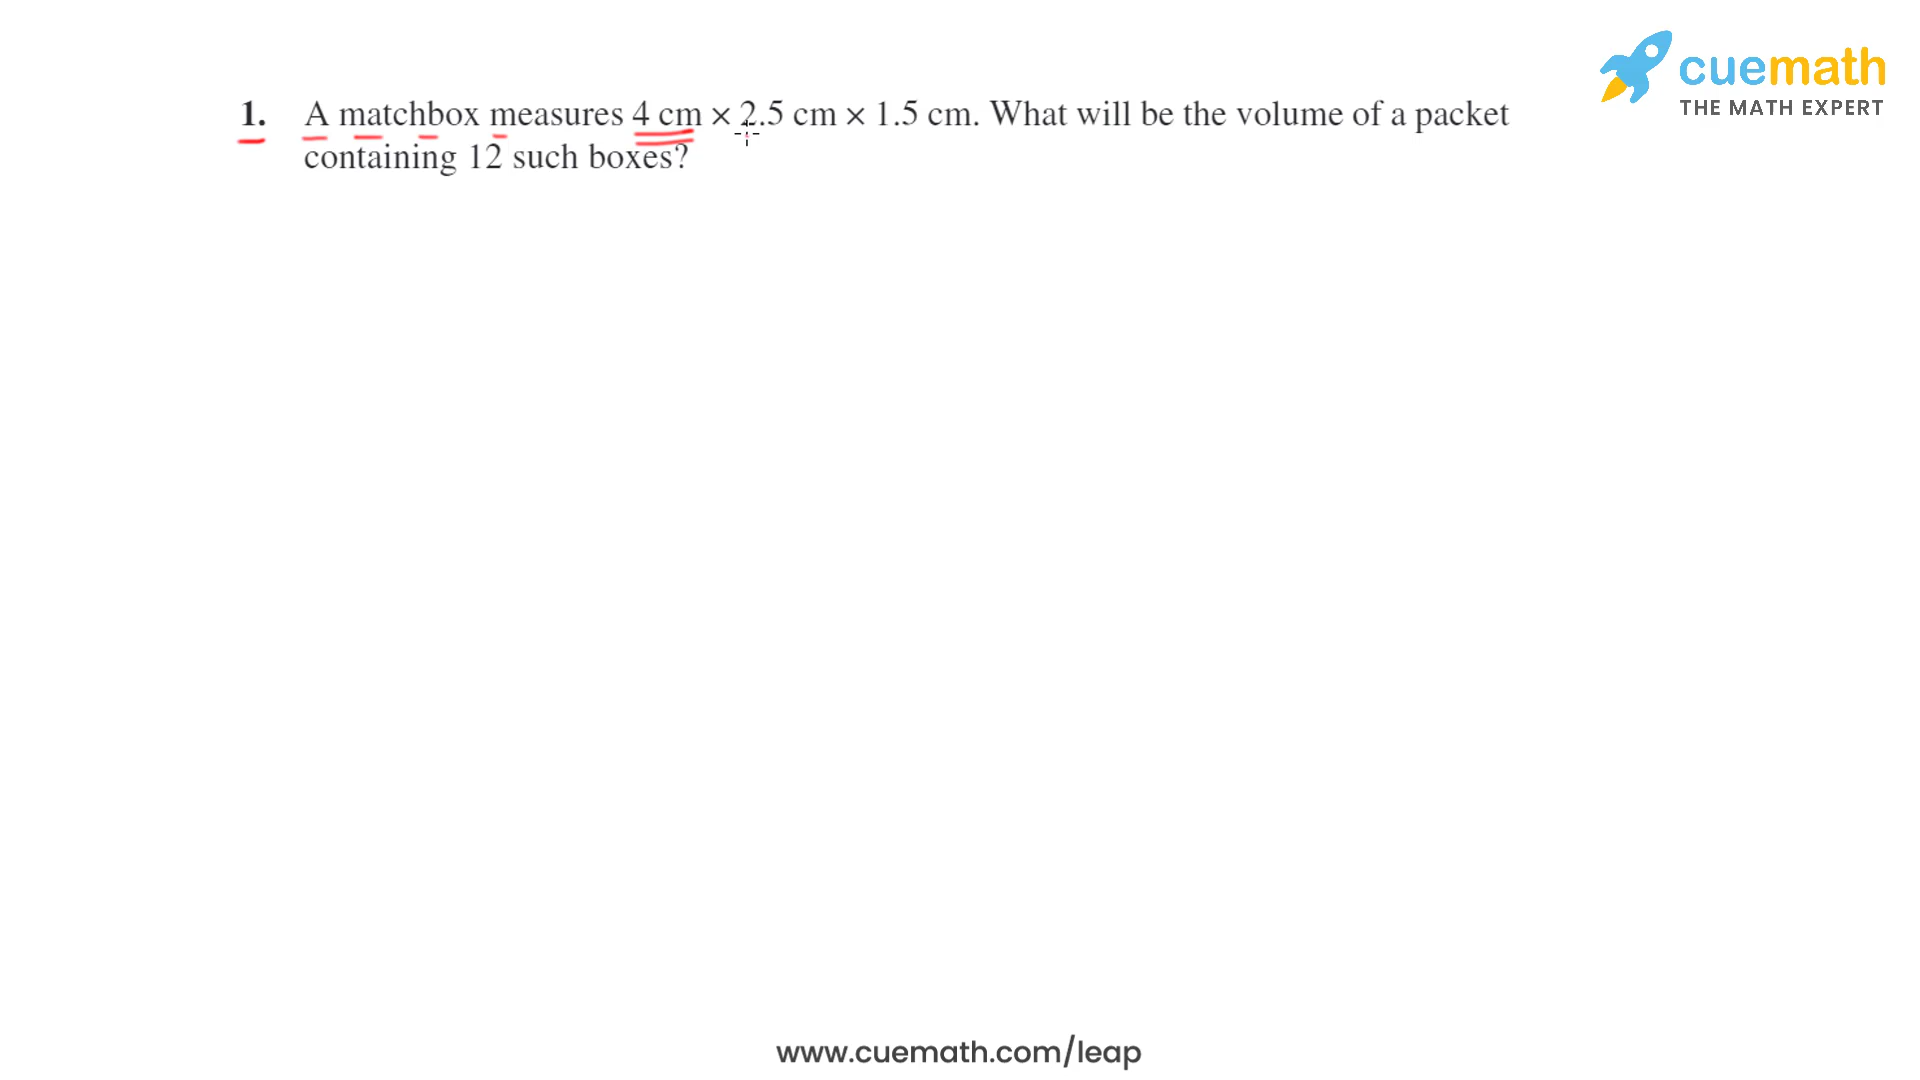 cuemath
THE MATH EXPERT
1. A matchbox measures 4 cm × 2.5 cm × 1.5 cm. What will be the volume of a packet
containing 12 such boxes?
www.cuemath.com/leap